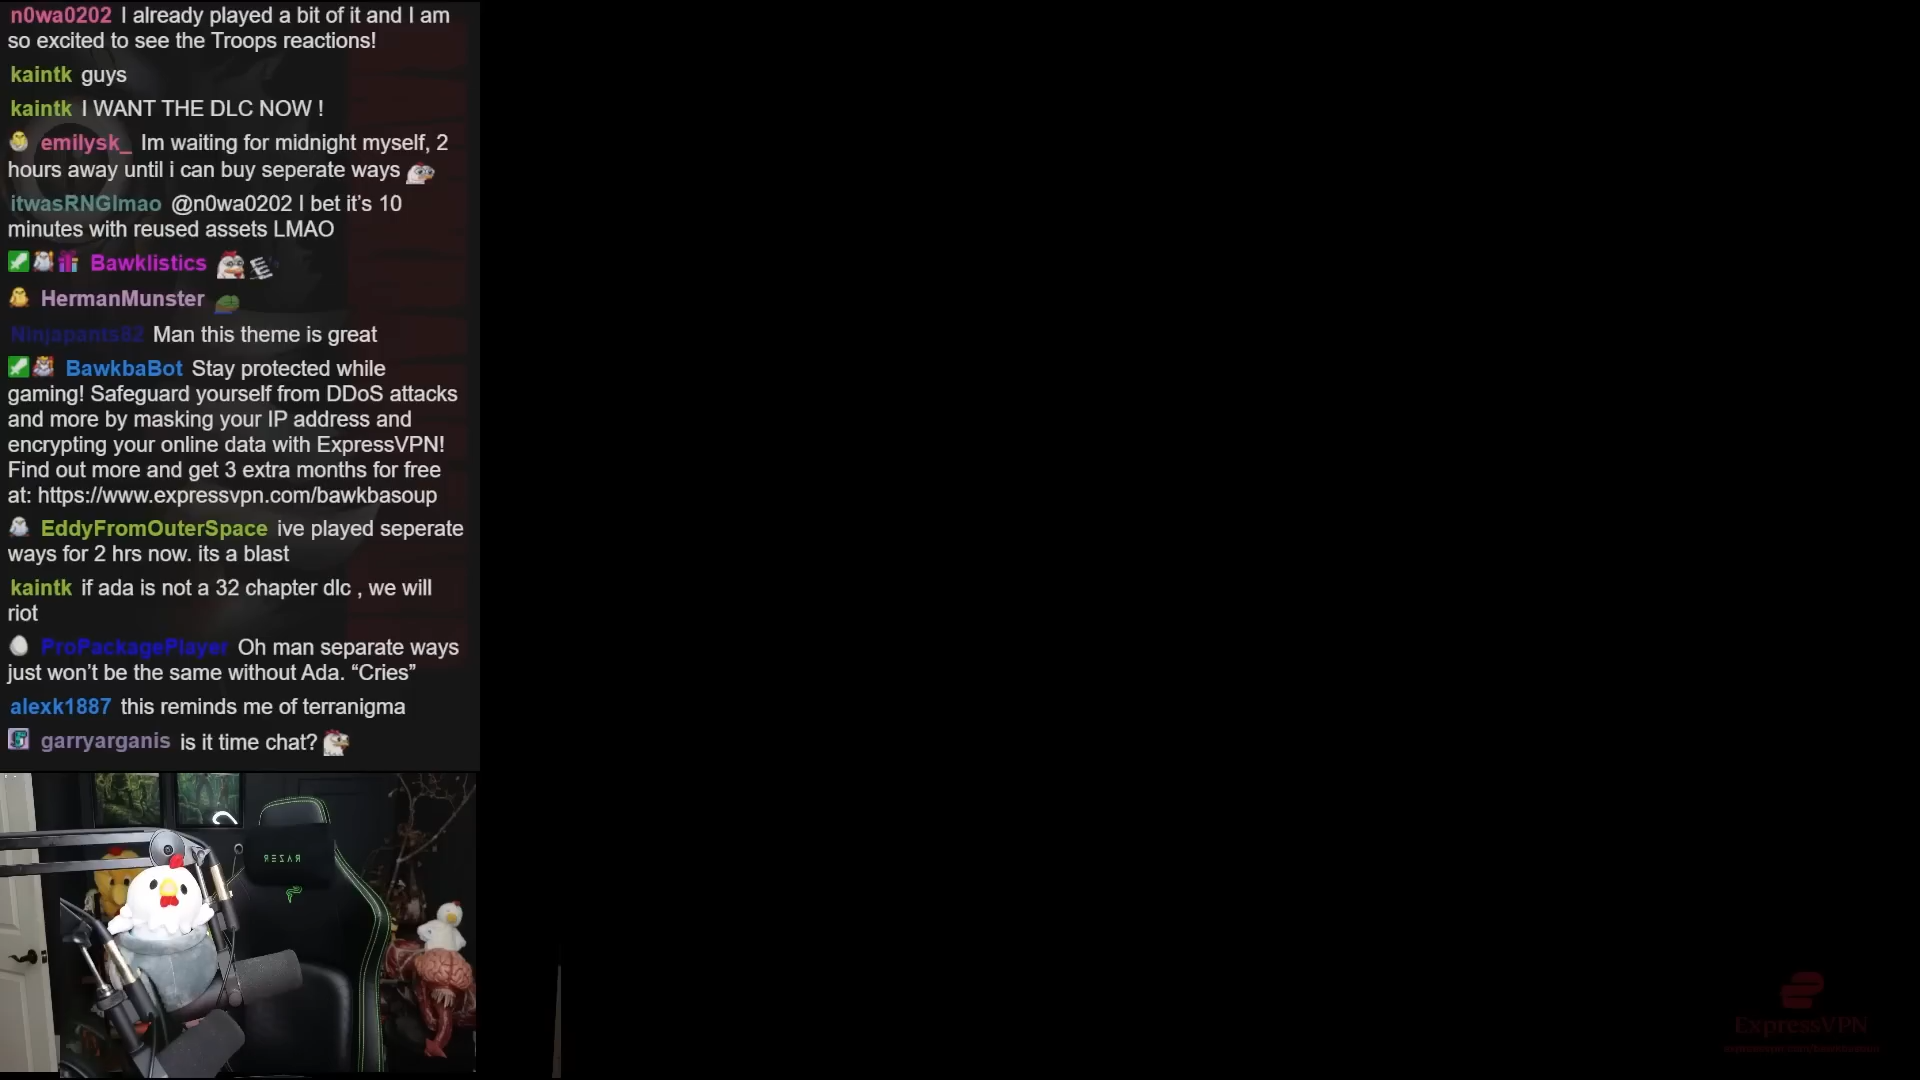 n0wa0202 I already played a bit of it and I am
so excited to see the Troops reactions!
kaintk guys
kaintk I WANT THE DLC NOW !
emilysk_ Im waiting for midnight myself, 2
hours away until i can buy seperate ways
itwasRNGlmao @n0wa0202 I bet it’s 10
minutes with reused assets LMAO
Bawklistics
HermanMunster
Ninjapants82 Man this theme is great
BawkbaBot Stay protected while
gaming! Safeguard yourself from DDoS attacks
and more by masking your IP address and
encrypting your online data with ExpressVPN!
Find out more and get 3 extra months for free
at: https://www.expressvpn.com/bawkbasoup
EddyFromOuterSpace ive played seperate
ways for 2 hrs now. its a blast
kaintk if ada is not a 32 chapter dlc , we will
riot
ProPackagePlayer Oh man separate ways
just won’t be the same without Ada. “Cries”
alexk1887 this reminds me of terranigma
garryarganis is it time chat?
RAZER
ExpressVPN